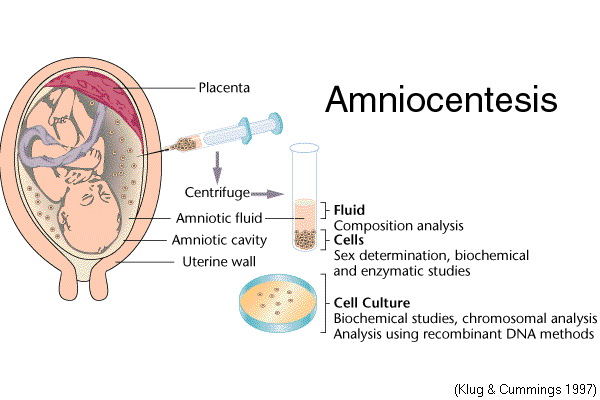 Placenta
Amniocentesis
Centrifuge
Amniotic fluid
Amniotic cavity
Uterine wall
Fluid
Composition analysis
Cells
Sex determination, biochemical
and enzymatic studies
Cell Culture
Biochemical studies, chromosomal analysis
Analysis using recombinant DNA methods
(Klug & Cummings 1997)